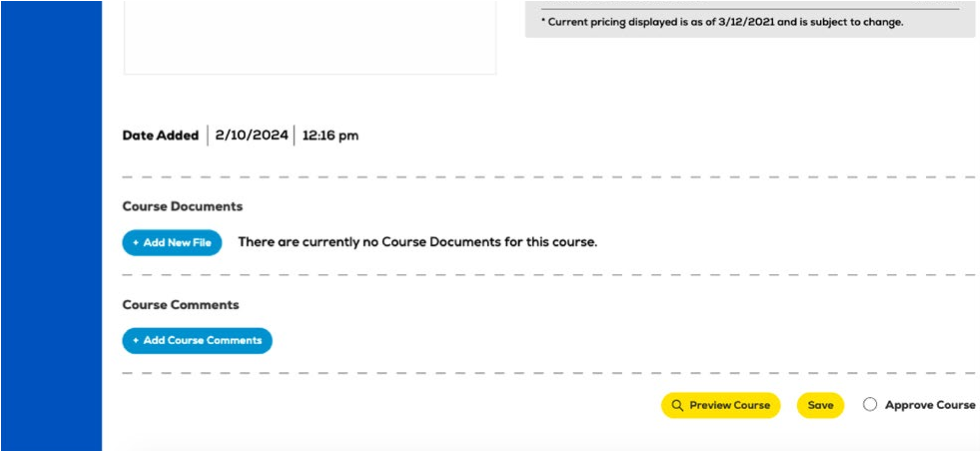 * Current pricing displayed is as of 3/12/2021 and is subject to change.
Date Added | 2/10/2024 | 12:16 pm
Course Documents
+ Add New File There are currently no Course Documents for this course.
Course Comments
+ Add Course Comments
Preview Course Save Approve Course